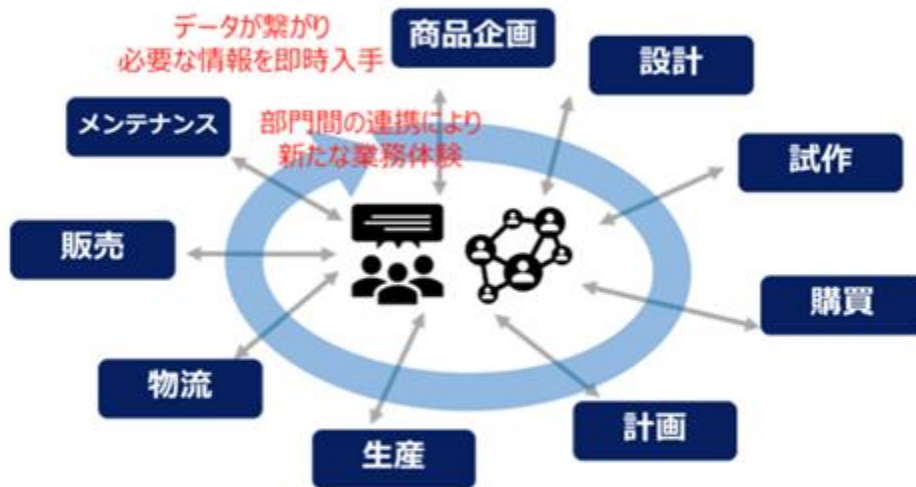 データが繋がり
必要な情報を即時入手
商品企画
設計
メンテナンス
部門間の連携により
新たな業務体験
試作
販売
購買
物流
計画
生産